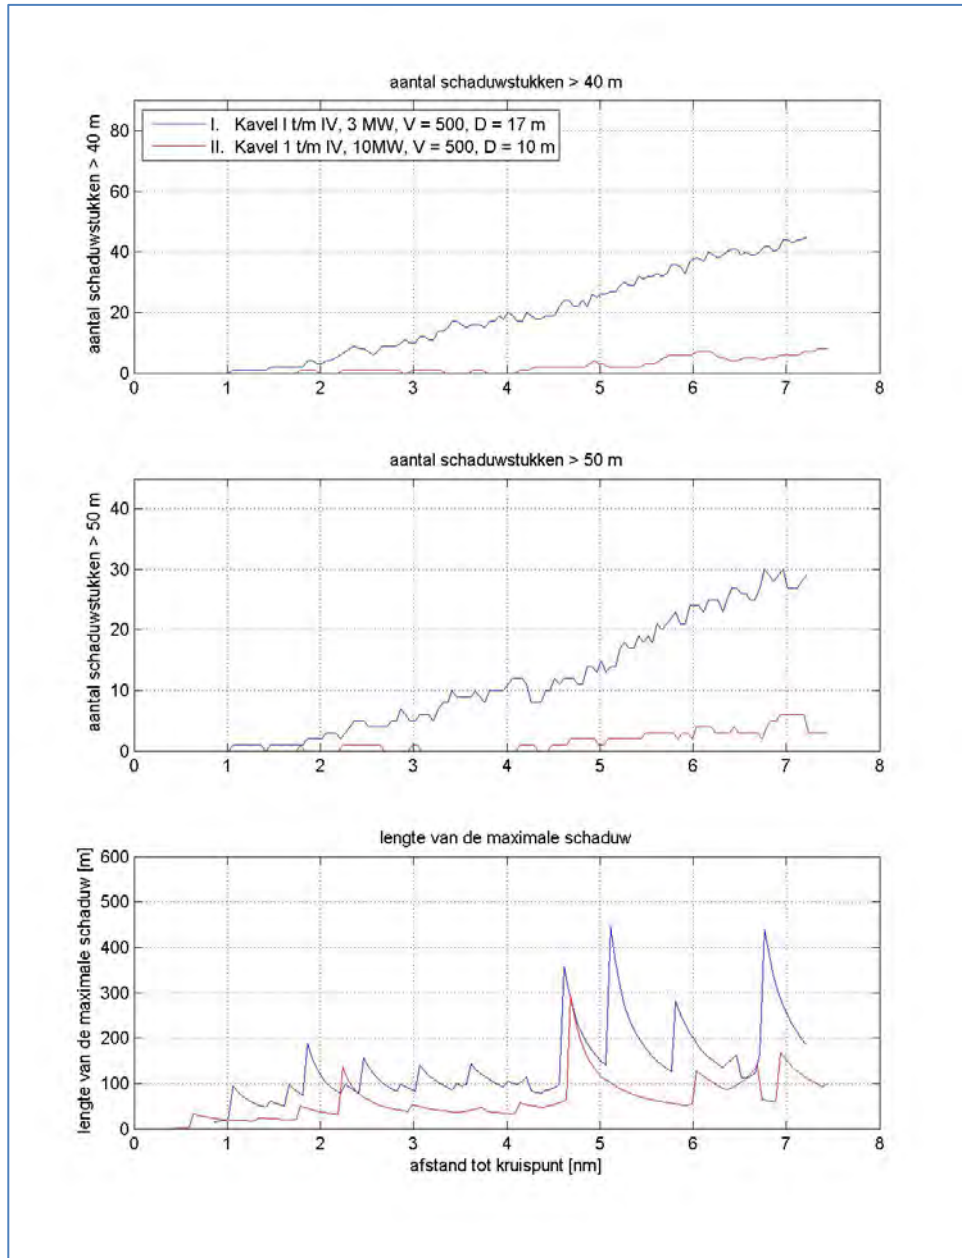 aantal schaduwstukken > 40 m
aantal schaduwstukken > 40 m
80
60
40
20
0
I. Kavel I t/m IV, 3 MW, V = 500, D = 17 m
II. Kavel 1 t/m IV, 10MW, V = 500, D = 10 m
0 1 2 3 4 5 6 7 8
aantal schaduwstukken > 50 m
aantal schaduwstukken > 50 m
40
30
20
10
0
0 1 2 3 4 5 6 7 8
lengte van de maximale schaduw
lengte van de maximale schaduw [m]
600
500
400
300
200
100
0
0 1 2 3 4 5 6 7 8
afstand tot kruispunt [nm]